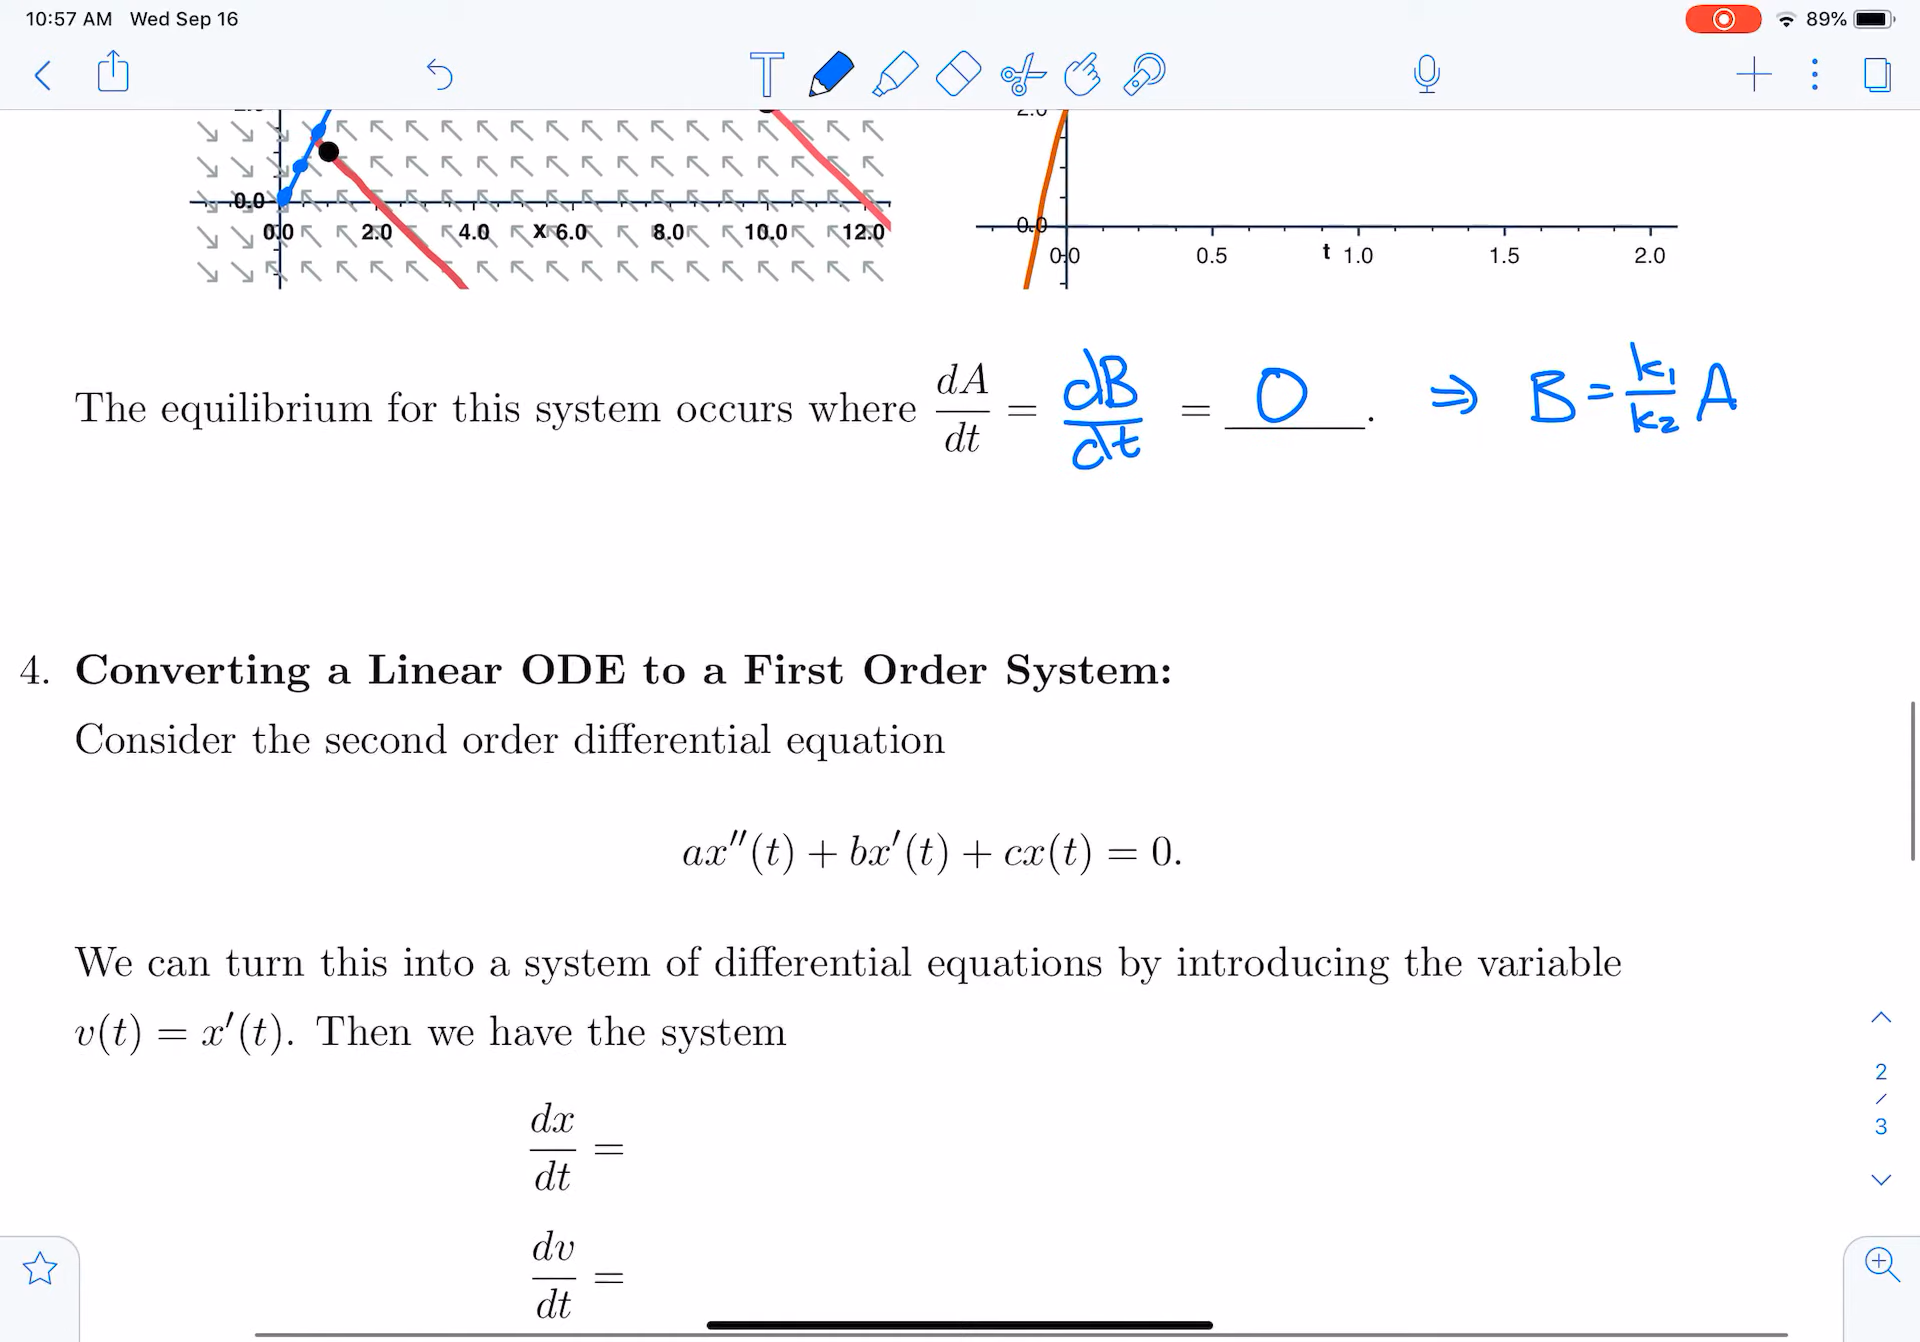 10:57 AM Wed Sep 16
89%
2.0
0.0
0.0 2.0 4.0 x 6.0 8.0 10.0 12.0
0.0
0.0 0.5 t 1.0 1.5 2.0
The equilibrium for this system occurs where dA/dt = dB/dt = 0. ⇒ B = k₁/k₂ A
4. Converting a Linear ODE to a First Order System:
Consider the second order differential equation
ax″(t) + bx′(t) + cx(t) = 0.
We can turn this into a system of differential equations by introducing the variable
v(t) = x′(t). Then we have the system
dx/dt =
dv/dt =
2
/
3